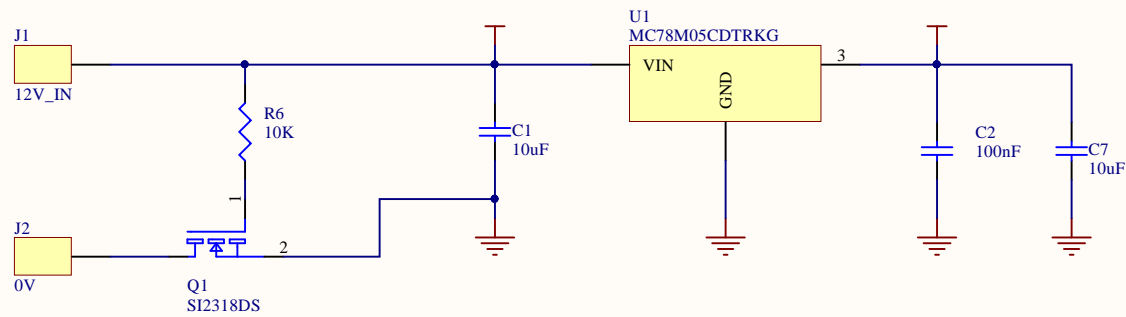 J1
12V_IN
R6
10K
1
J2
0V
2
Q1
SI2318DS
C1
10uF
U1
MC78M05CDTRKG
VIN
GND
3
C2
100nF
C7
10uF